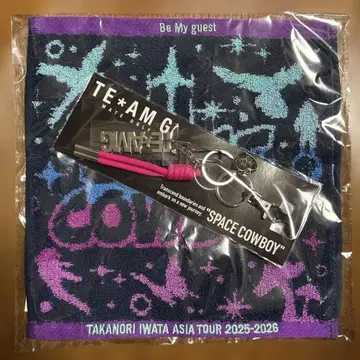 Be My guest
TE*AM G
TEAMG
Transcend boundaries and
embark on a new journey.
"SPACE COWBOY"
TAKANORI IWATA ASIA TOUR 2025-2026